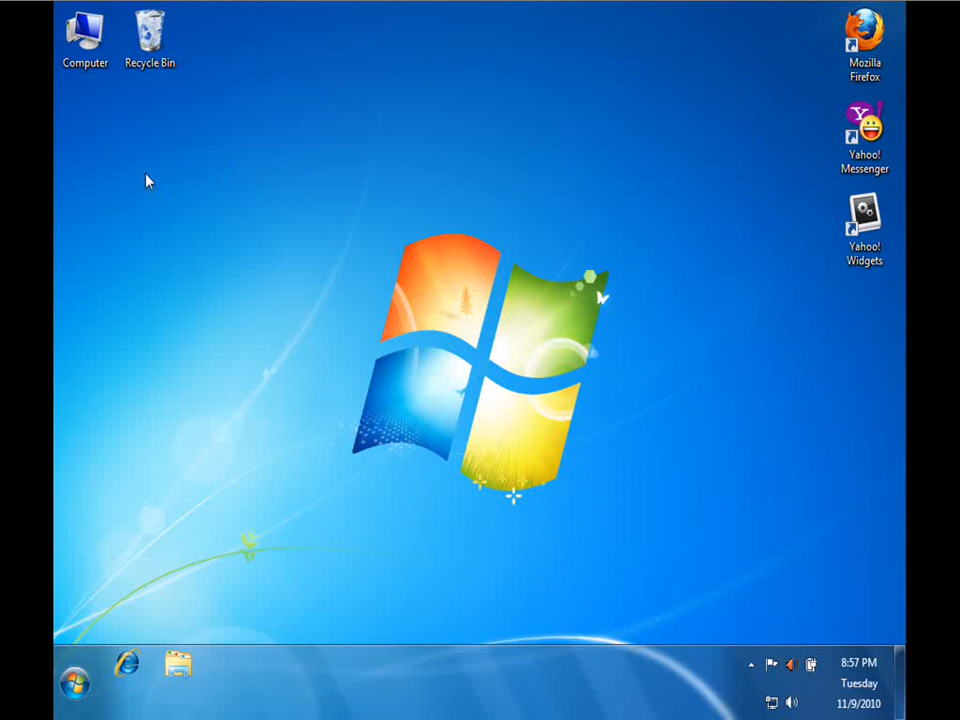 Computer
Recycle Bin
Mozilla
Firefox
Yahoo!
Messenger
Yahoo!
Widgets
8:57 PM
Tuesday
11/9/2010